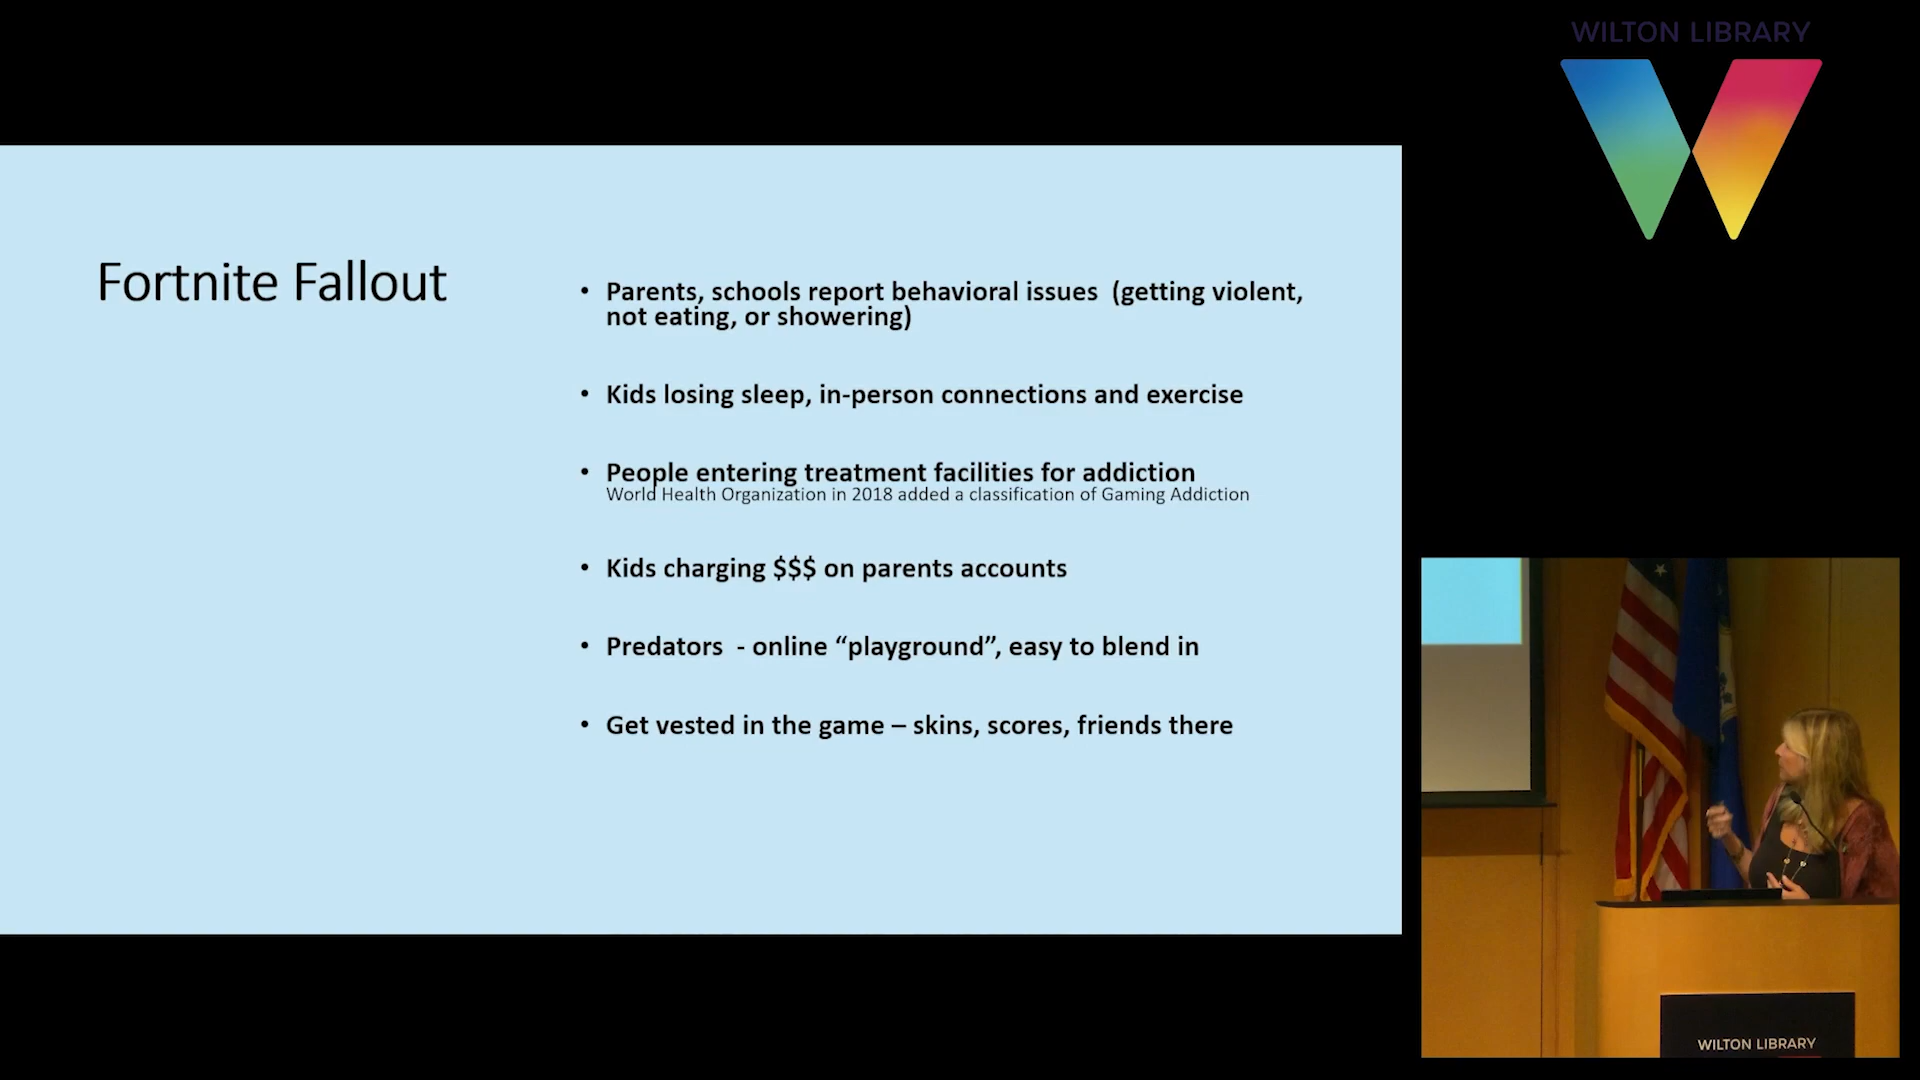 WILTON LIBRARY
Fortnite Fallout
• Parents, schools report behavioral issues  (getting violent,
not eating, or showering)
• Kids losing sleep, in-person connections and exercise
• People entering treatment facilities for addiction
World Health Organization in 2018 added a classification of Gaming Addiction
• Kids charging $$$ on parents accounts
• Predators  - online “playground”, easy to blend in
• Get vested in the game – skins, scores, friends there
WILTON LIBRARY